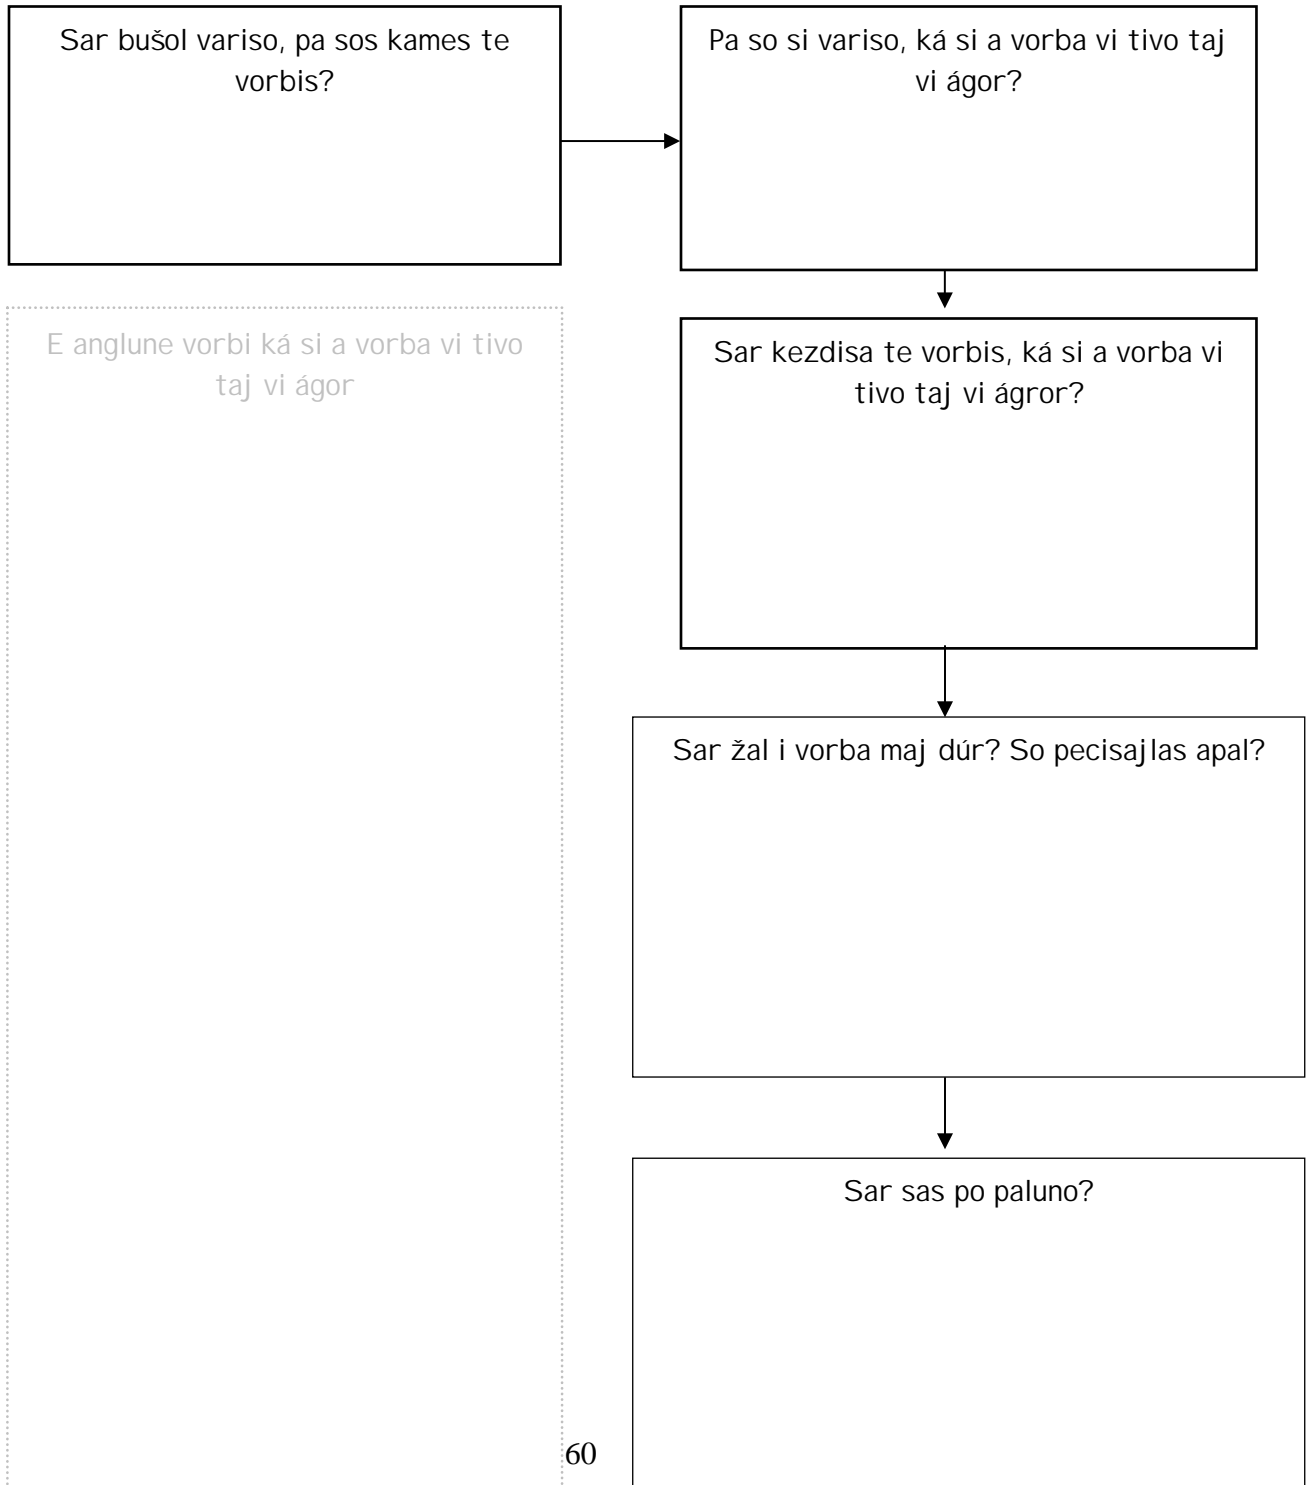 Sar bušol variso, pa sos kames te
vorbis?
Pa so si variso, ká si a vorba vi tivo taj
vi ágor?
E anglune vorbi ká si a vorba vi tivo
taj vi ágor
Sar kezdisa te vorbis, ká si a vorba vi
tivo taj vi ágror?
Sar žal i vorba maj dúr? So pecisajlas apal?
Sar sas po paluno?
60